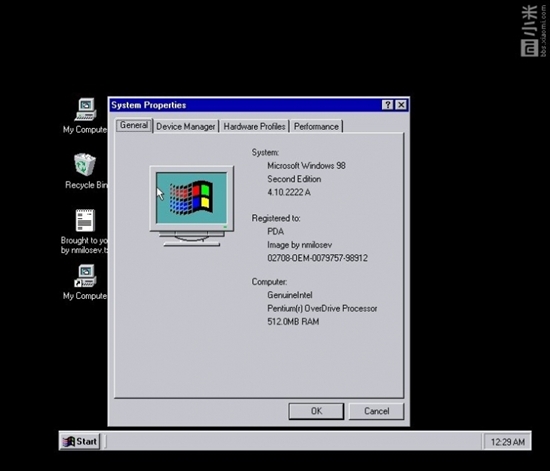 小米
bbs.xiaomi.com
System Properties
General
Device Manager
Hardware Profiles
Performance
My Compute
Recycle Bin
Brought to yo
by nmilosev.t
My Compute
System:
Microsoft Windows 98
Second Edition
4.10.2222 A
Registered to:
PDA
Image by nmilosev
02708-OEM-0079757-98912
Computer:
GenuineIntel
Pentium(r) OverDrive Processor
512.0MB RAM
OK
Cancel
Start
12:29 AM